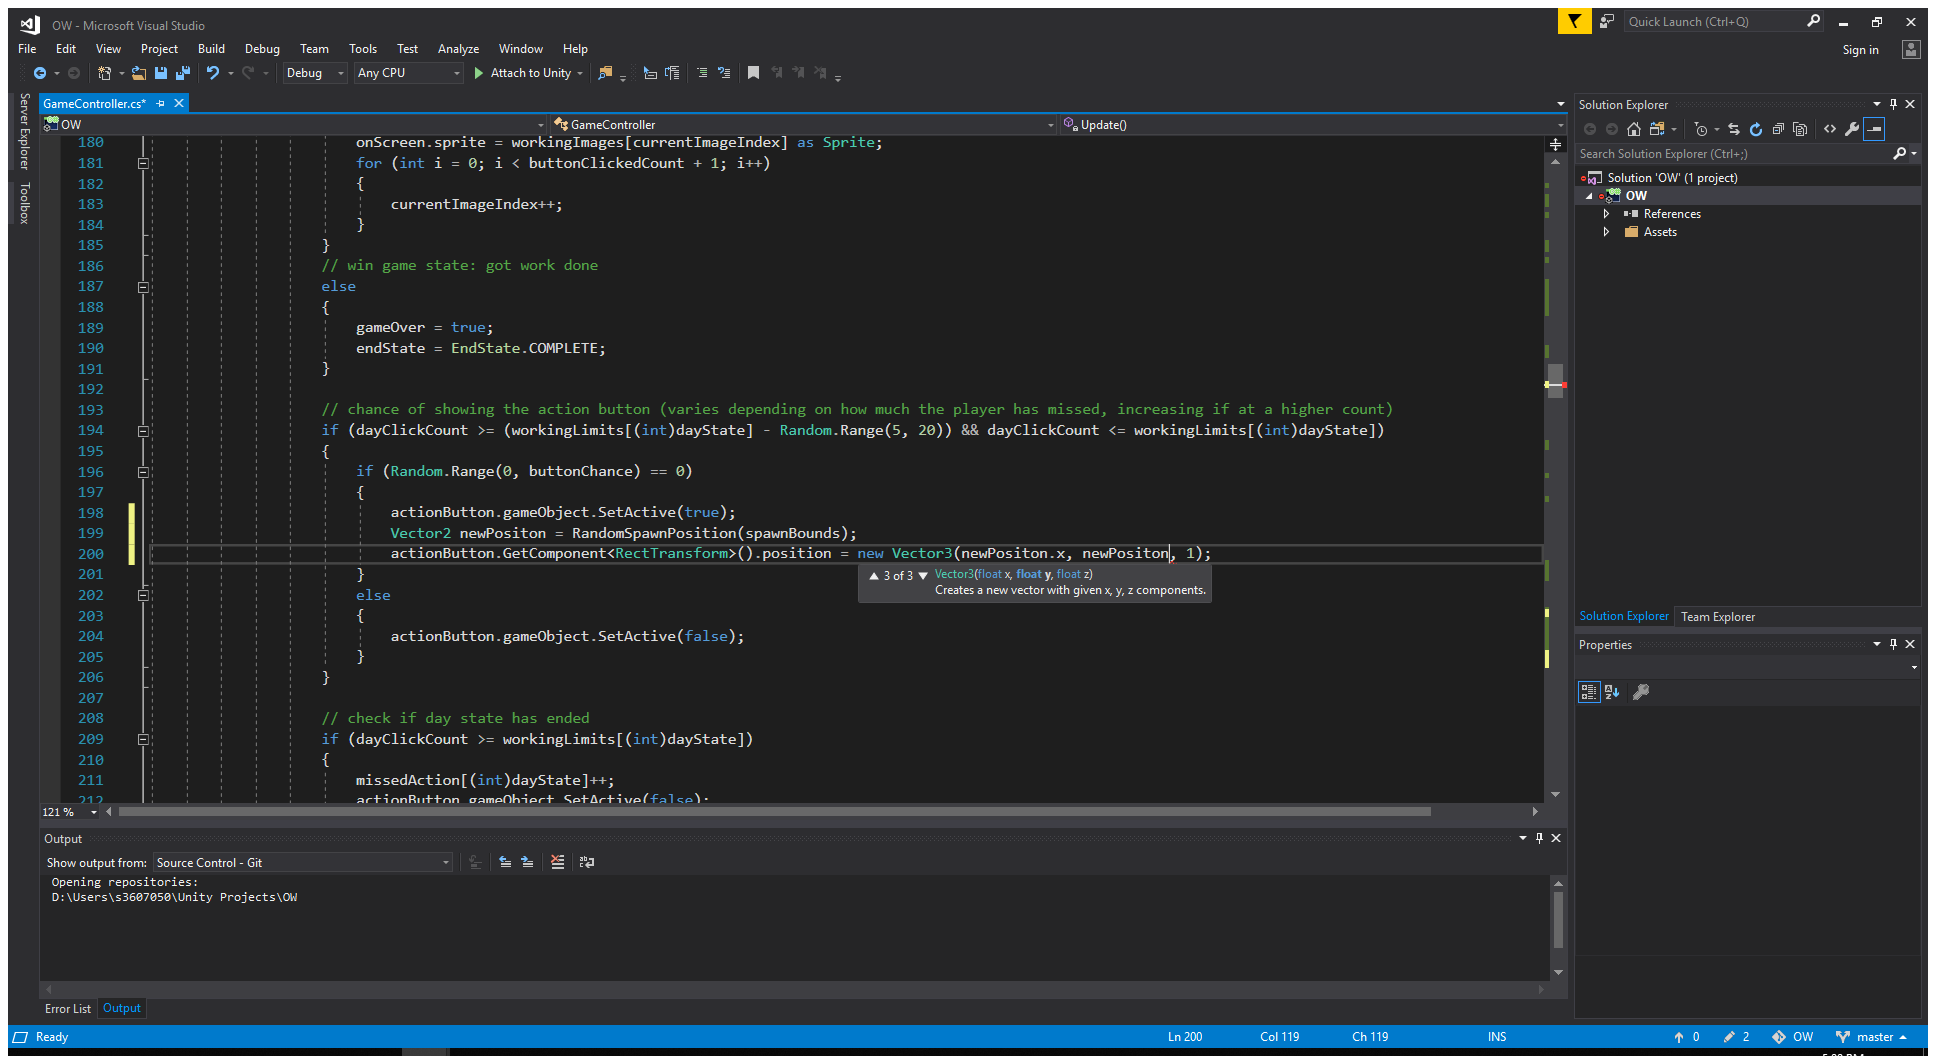 OW - Microsoft Visual Studio
Quick Launch (Ctrl+Q)
File Edit View Project Build Debug Team Tools Test Analyze Window Help
Sign in
Debug Any CPU Attach to Unity
Server Explorer
Toolbox
GameController.cs*
OW GameController Update()
180 onScreen.sprite = workingImages[currentImageIndex] as Sprite;
181 for (int i = 0; i < buttonClickedCount + 1; i++)
182 {
183 currentImageIndex++;
184 }
185 }
186 // win game state: got work done
187 else
188 {
189 gameOver = true;
190 endState = EndState.COMPLETE;
191 }
192
193 // chance of showing the action button (varies depending on how much the player has missed, increasing if at a higher count)
194 if (dayClickCount >= (workingLimits[(int)dayState] - Random.Range(5, 20)) && dayClickCount <= workingLimits[(int)dayState])
195 {
196 if (Random.Range(0, buttonChance) == 0)
197 {
198 actionButton.gameObject.SetActive(true);
199 Vector2 newPositon = RandomSpawnPosition(spawnBounds);
200 actionButton.GetComponent<RectTransform>().position = new Vector3(newPositon.x, newPositon, 1);
201 }
3 of 3 Vector3(float x, float y, float z)
Creates a new vector with given x, y, z components.
202 else
203 {
204 actionButton.gameObject.SetActive(false);
205 }
206 }
207
208 // check if day state has ended
209 if (dayClickCount >= workingLimits[(int)dayState])
210 {
211 missedAction[(int)dayState]++;
212 actionButton.gameObject.SetActive(false);
121 %
Output
Show output from: Source Control - Git
Opening repositories:
D:\Users\s3607050\Unity Projects\OW
Error List Output
Solution Explorer
Search Solution Explorer (Ctrl+;)
Solution 'OW' (1 project)
OW
References
Assets
Solution Explorer Team Explorer
Properties
Ready Ln 200 Col 119 Ch 119 INS 0 2 OW master